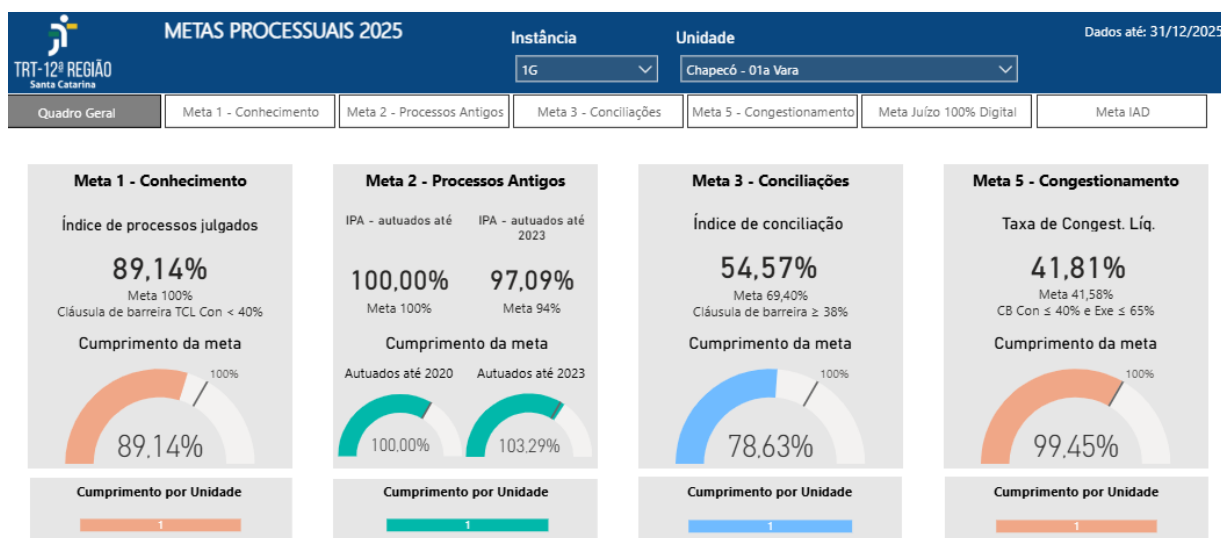 METAS PROCESSUAIS 2025
Instância
Unidade
Dados até: 31/12/2025
TRT-12ª REGIÃO
Santa Catarina
1G
Chapecó - 01a Vara
Quadro Geral
Meta 1 - Conhecimento
Meta 2 - Processos Antigos
Meta 3 - Conciliações
Meta 5 - Congestionamento
Meta Juízo 100% Digital
Meta IAD
Meta 1 - Conhecimento
Índice de processos julgados
89,14%
Meta 100%
Cláusula de barreira TCL Con < 40%
Cumprimento da meta
100%
89,14%
Cumprimento por Unidade
1
Meta 2 - Processos Antigos
IPA - autuados até
IPA - autuados até
2023
100,00%
97,09%
Meta 100%
Meta 94%
Cumprimento da meta
Autuados até 2020
Autuados até 2023
100,00%
103,29%
Cumprimento por Unidade
1
Meta 3 - Conciliações
Índice de conciliação
54,57%
Meta 69,40%
Cláusula de barreira ≥ 38%
Cumprimento da meta
100%
78,63%
Cumprimento por Unidade
1
Meta 5 - Congestionamento
Taxa de Congest. Líq.
41,81%
Meta 41,58%
CB Con ≤ 40% e Exe ≤ 65%
Cumprimento da meta
100%
99,45%
Cumprimento por Unidade
1